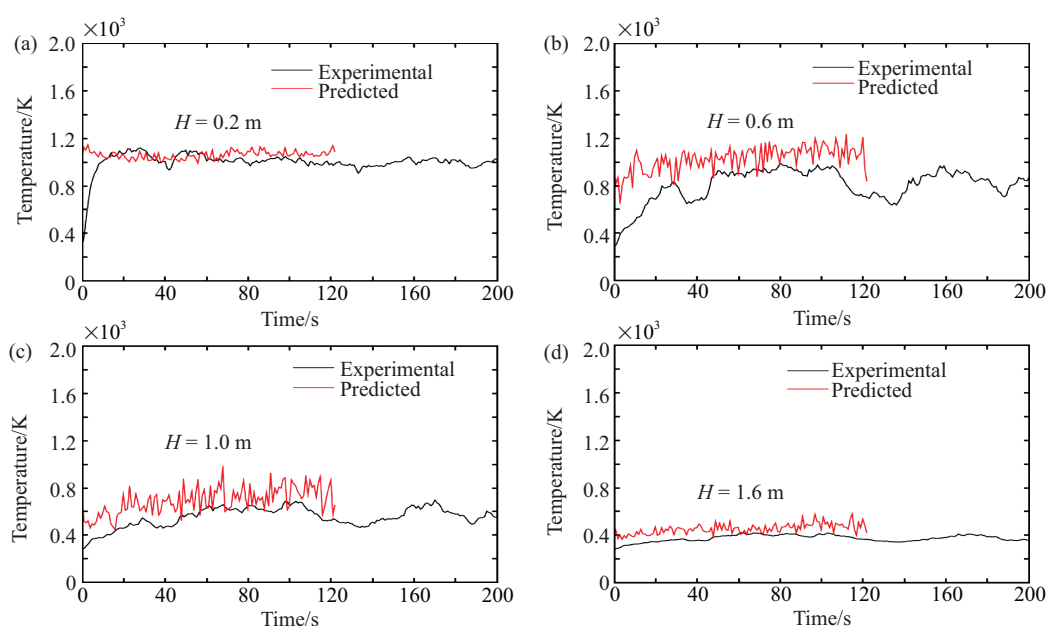 (a)
×10³
2.0
1.6
1.2
0.8
0.4
0
Temperature/K
Experimental
Predicted
H = 0.2 m
0 40 80 120 160 200
Time/s
(b)
×10³
2.0
1.6
1.2
0.8
0.4
0
Temperature/K
Experimental
Predicted
H = 0.6 m
0 40 80 120 160 200
Time/s
(c)
×10³
2.0
1.6
1.2
0.8
0.4
0
Temperature/K
Experimental
Predicted
H = 1.0 m
0 40 80 120 160 200
Time/s
(d)
×10³
2.0
1.6
1.2
0.8
0.4
0
Temperature/K
Experimental
Predicted
H = 1.6 m
0 40 80 120 160 200
Time/s